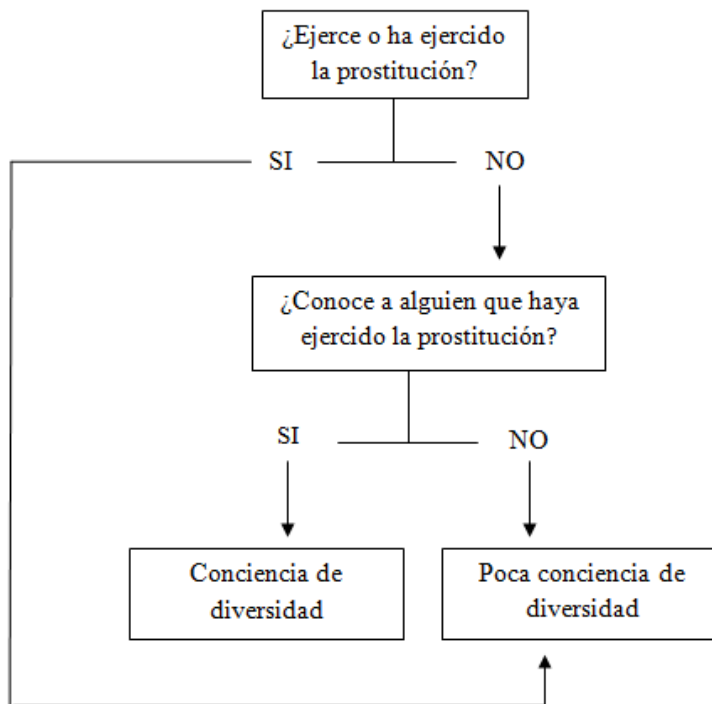 ¿Ejerce o ha ejercido
la prostitución?
SI
NO
¿Conoce a alguien que haya
ejercido la prostitución?
SI
NO
Conciencia de
diversidad
Poca conciencia de
diversidad